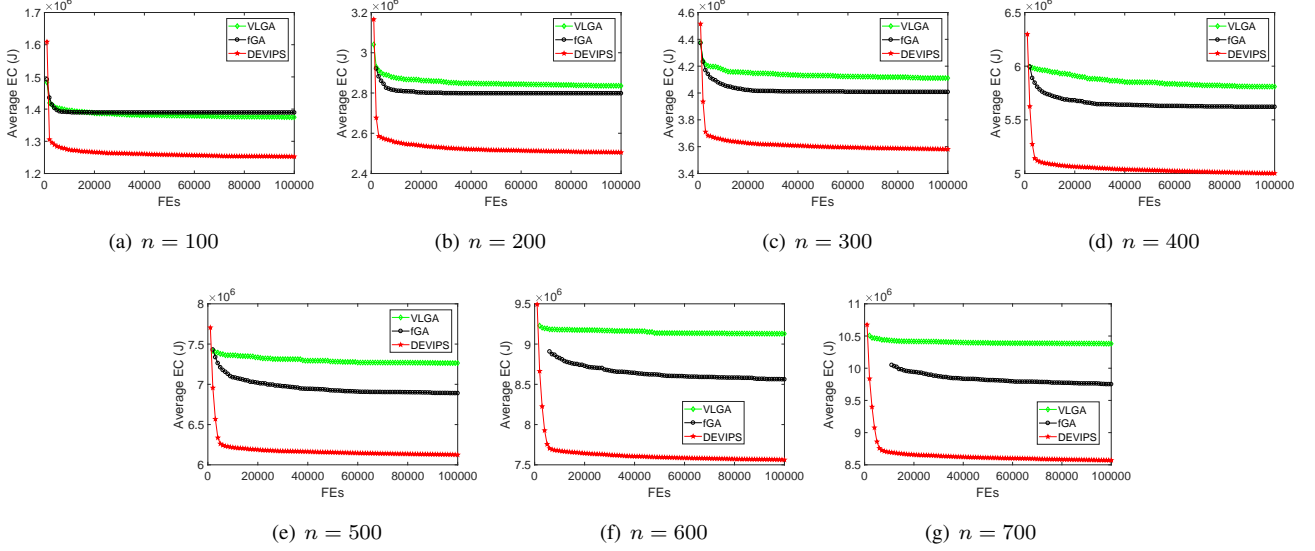 ×10⁶
1.7
1.6
1.5
1.4
1.3
1.2
Average EC (J)
0 20000 40000 60000 80000 100000
FEs
VLGA
fGA
DEVIPS
(a) n = 100
×10⁶
3.2
3
2.8
2.6
2.4
Average EC (J)
0 20000 40000 60000 80000 100000
FEs
VLGA
fGA
DEVIPS
(b) n = 200
×10⁶
4.6
4.4
4.2
4
3.8
3.6
3.4
Average EC (J)
0 20000 40000 60000 80000 100000
FEs
VLGA
fGA
DEVIPS
(c) n = 300
×10⁶
6.5
6
5.5
5
Average EC (J)
0 20000 40000 60000 80000 100000
FEs
VLGA
fGA
DEVIPS
(d) n = 400
×10⁶
8
7.5
7
6.5
6
Average EC (J)
0 20000 40000 60000 80000 100000
FEs
VLGA
fGA
DEVIPS
(e) n = 500
×10⁶
9.5
9
8.5
8
7.5
Average EC (J)
0 20000 40000 60000 80000 100000
FEs
VLGA
fGA
DEVIPS
(f) n = 600
×10⁶
11
10.5
10
9.5
9
8.5
Average EC (J)
0 20000 40000 60000 80000 100000
FEs
VLGA
fGA
DEVIPS
(g) n = 700